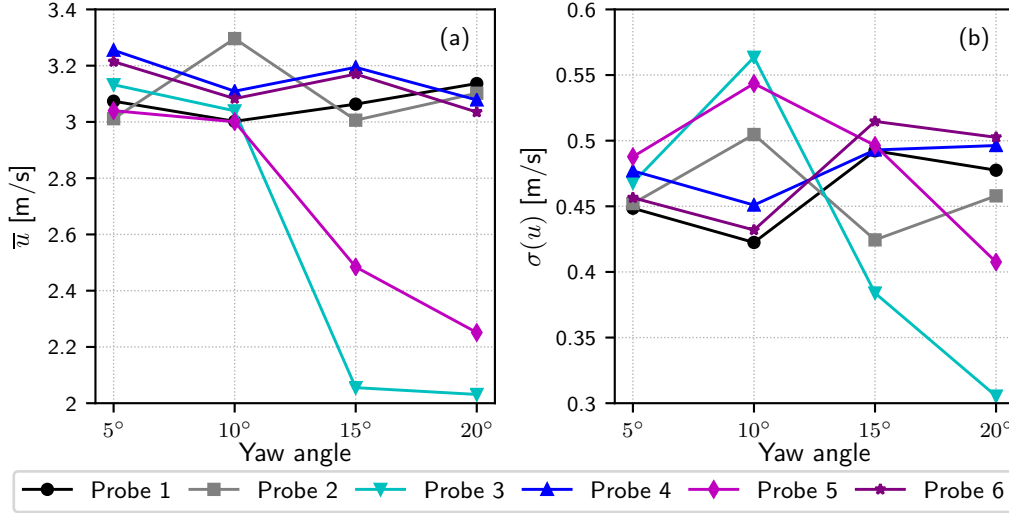 3.4
3.2
3
2.8
2.6
2.4
2.2
2
u̅ [m/s]
5° 10° 15° 20°
Yaw angle
(a)
0.6
0.55
0.5
0.45
0.4
0.35
0.3
σ(u) [m/s]
5° 10° 15° 20°
Yaw angle
(b)
Probe 1 Probe 2 Probe 3 Probe 4 Probe 5 Probe 6